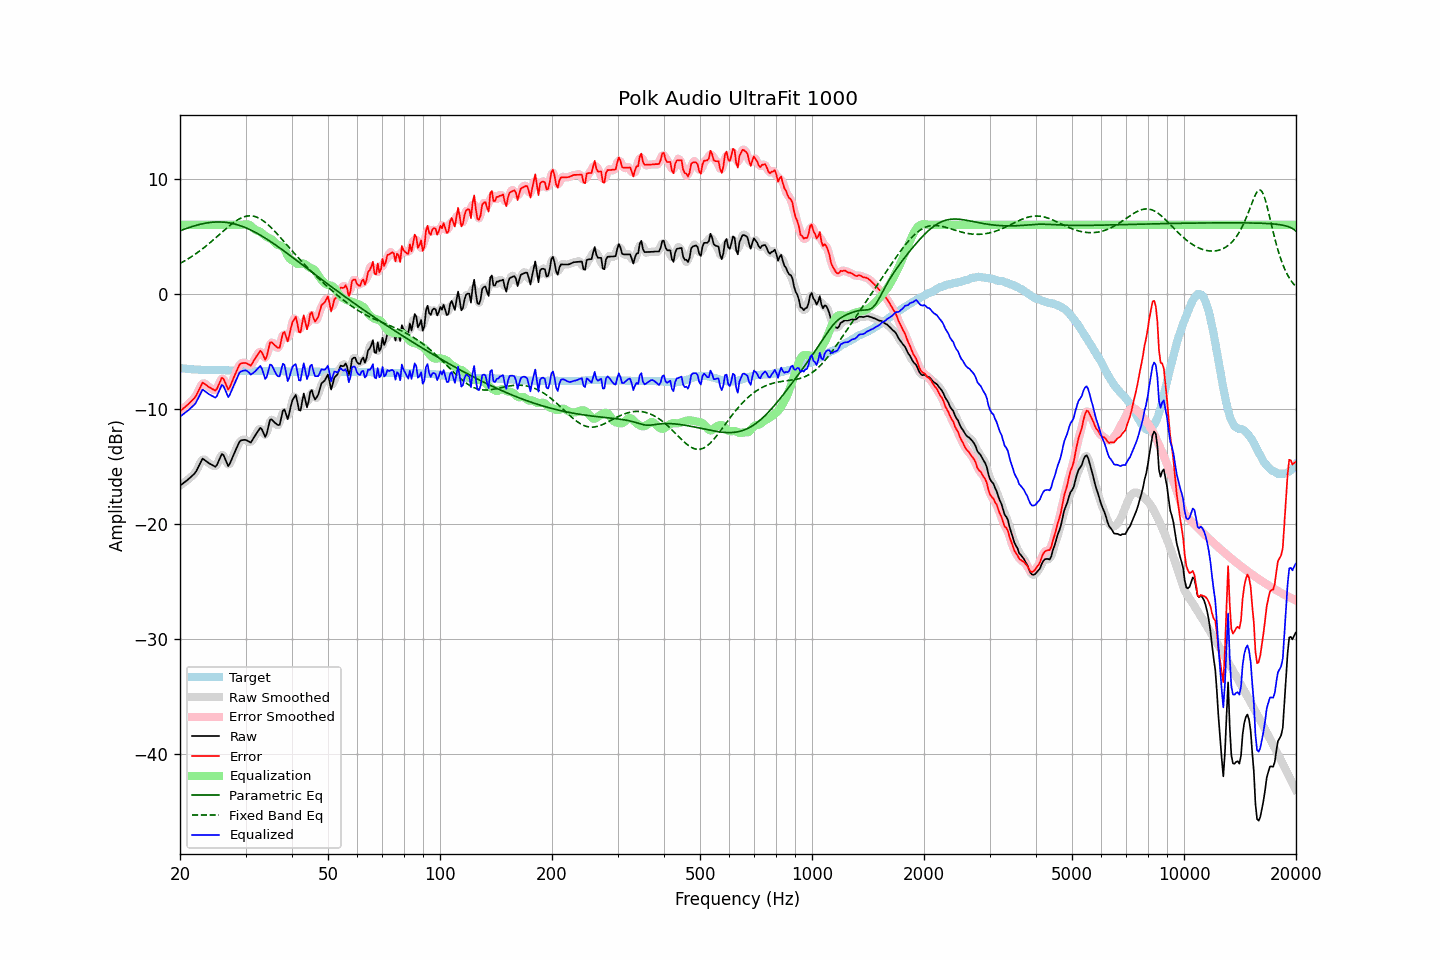 Polk Audio UltraFit 1000
Amplitude (dBr)
10
0
−10
−20
−30
−40
Target
Raw Smoothed
Error Smoothed
Raw
Error
Equalization
Parametric Eq
Fixed Band Eq
Equalized
20 50 100 200 500 1000 2000 5000 10000 20000
Frequency (Hz)